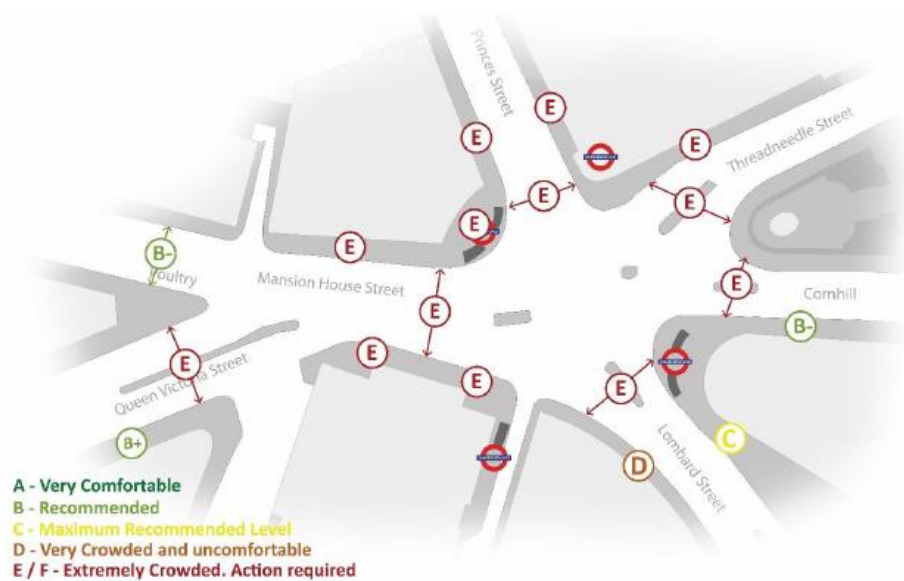 Princes Street
E
E
Threadneedle Street
E
E
E
E
E
B-
Poultry
Mansion House Street
E
E
Cornhill
B-
E
Queen Victoria Street
E
E
E
B+
Lombard Street
C
D
A - Very Comfortable
B - Recommended
C - Maximum Recommended Level
D - Very Crowded and uncomfortable
E / F - Extremely Crowded. Action required